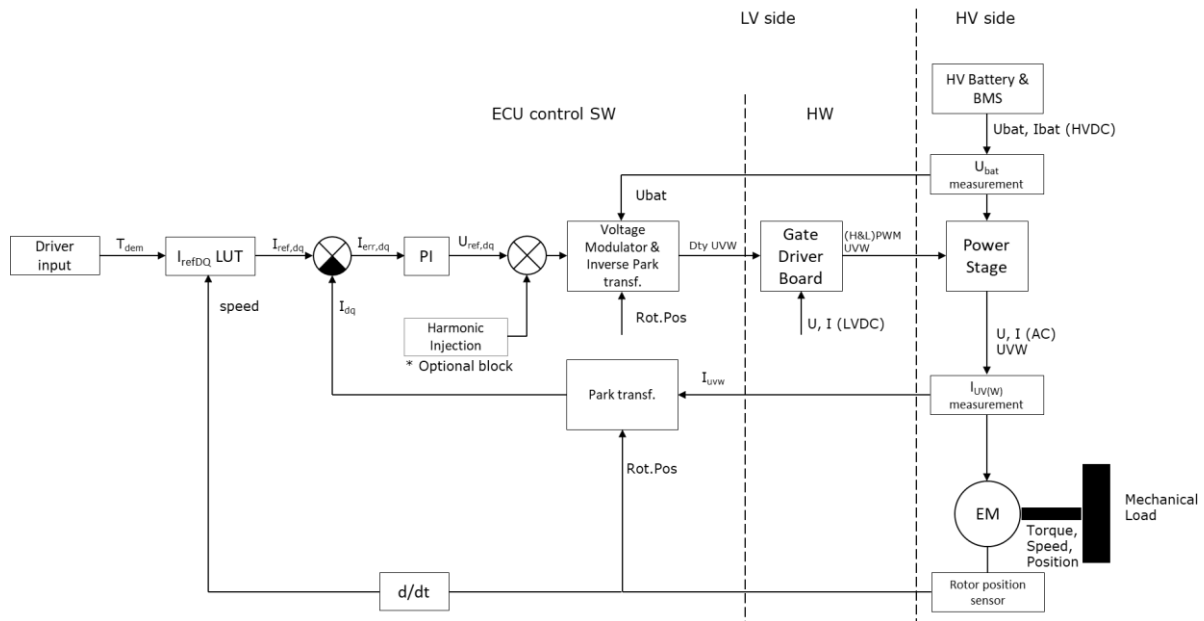 LV side
HV side
HV Battery &
BMS
ECU control SW
HW
Ubat, Ibat (HVDC)
Ubat
measurement
Ubat
Driver
input
Tdem
IrefDQ LUT
Iref,dq
Ierr,dq
PI
Uref,dq
Voltage
Modulator &
Inverse Park
transf.
Dty UVW
Gate
Driver
Board
(H&L)PWM
UVW
Power
Stage
speed
Idq
Harmonic
Injection
* Optional block
Rot.Pos
U, I (LVDC)
U, I (AC)
UVW
Park transf.
Iuvw
IUV(W)
measurement
Rot.Pos
EM
Torque,
Speed,
Position
Mechanical
Load
d/dt
Rotor position
sensor